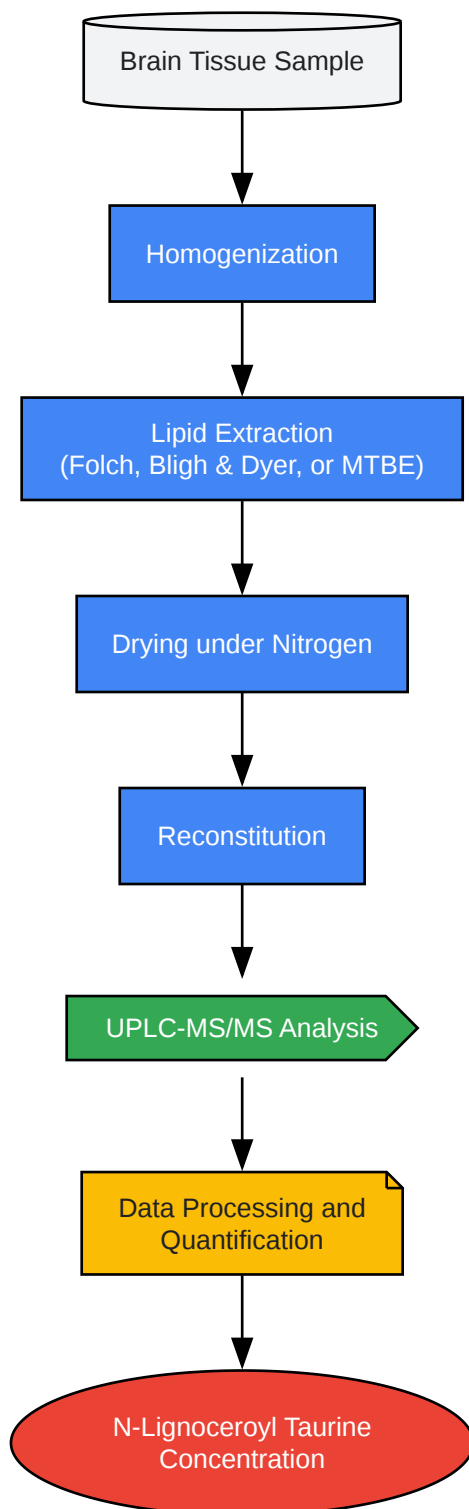 Brain Tissue Sample
Homogenization
Lipid Extraction
(Folch, Bligh & Dyer, or MTBE)
Drying under Nitrogen
Reconstitution
UPLC-MS/MS Analysis
Data Processing and
Quantification
N-Lignoceroyl Taurine
Concentration